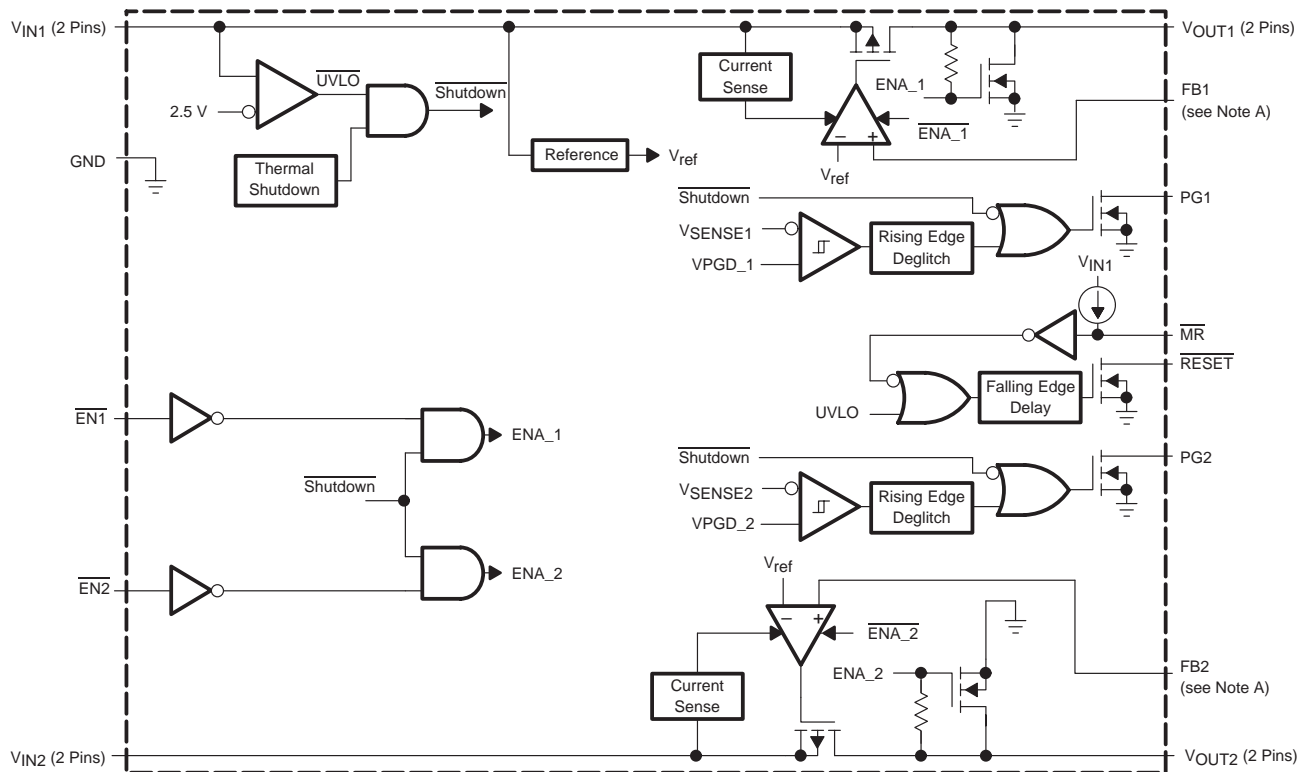 VIN1 (2 Pins)
VOUT1 (2 Pins)
UVLO
Shutdown
2.5 V
Current
Sense
ENA_1
FB1
(see Note A)
ENA_1
GND
Thermal
Shutdown
Reference
Vref
−
+
Vref
Shutdown
PG1
VSENSE1
Rising Edge
Deglitch
VPGD_1
VIN1
MR
RESET
Falling Edge
Delay
UVLO
EN1
ENA_1
Shutdown
PG2
Shutdown
VSENSE2
Rising Edge
Deglitch
VPGD_2
EN2
ENA_2
Vref
−
+
ENA_2
ENA_2
FB2
(see Note A)
Current
Sense
VIN2 (2 Pins)
VOUT2 (2 Pins)